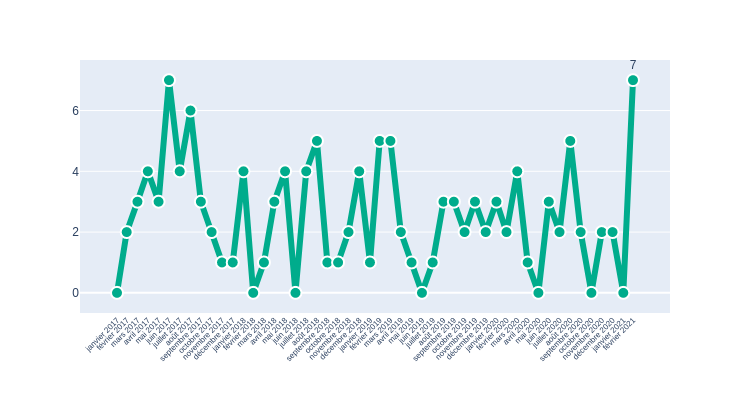 7
6
4
2
0
janvier 2017
février 2017
mars 2017
avril 2017
mai 2017
juin 2017
juillet 2017
août 2017
septembre 2017
octobre 2017
novembre 2017
décembre 2017
janvier 2018
février 2018
mars 2018
avril 2018
mai 2018
juin 2018
juillet 2018
août 2018
septembre 2018
octobre 2018
novembre 2018
décembre 2018
janvier 2019
février 2019
mars 2019
avril 2019
mai 2019
juin 2019
juillet 2019
août 2019
septembre 2019
octobre 2019
novembre 2019
décembre 2019
janvier 2020
février 2020
mars 2020
avril 2020
mai 2020
juin 2020
juillet 2020
août 2020
septembre 2020
octobre 2020
novembre 2020
décembre 2020
janvier 2021
février 2021